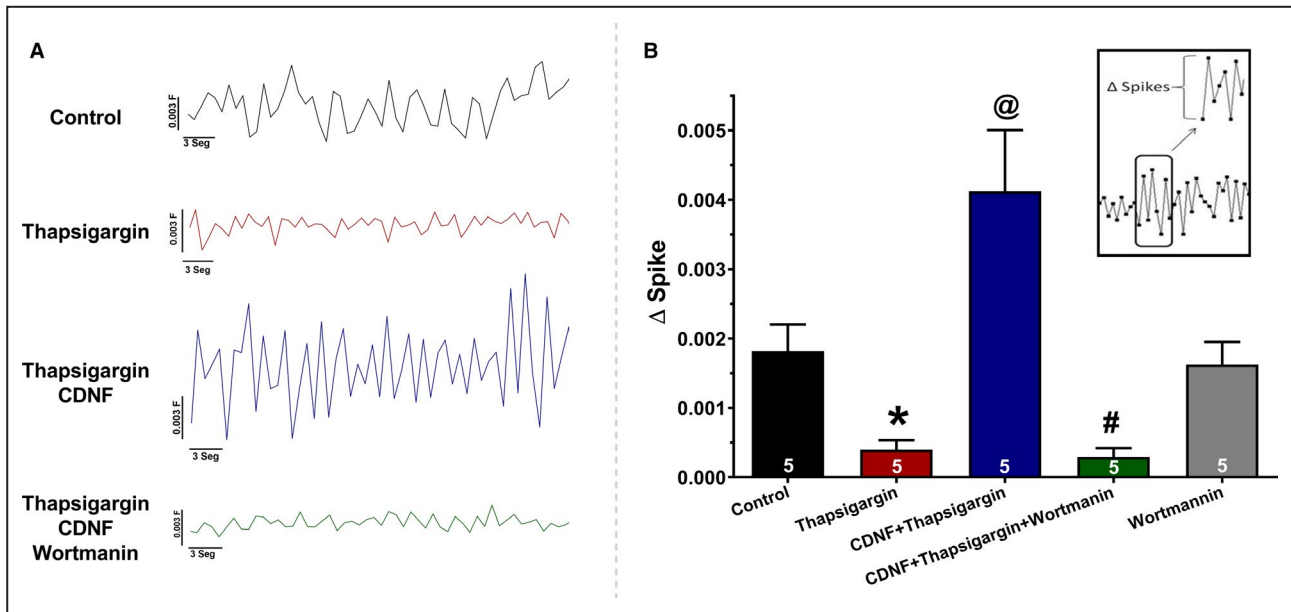 A
Control
0.003 F
3 Seg
Thapsigargin
0.003 F
3 Seg
Thapsigargin
CDNF
0.003 F
3 Seg
Thapsigargin
CDNF
Wortmanin
0.003 F
3 Seg
B
Δ Spikes
Δ Spike
0.005
0.004
0.003
0.002
0.001
0.000
@
*
#
5
5
5
5
5
Control
Thapsigargin
CDNF+Thapsigargin
CDNF+Thapsigargin+Wortmanin
Wortmannin